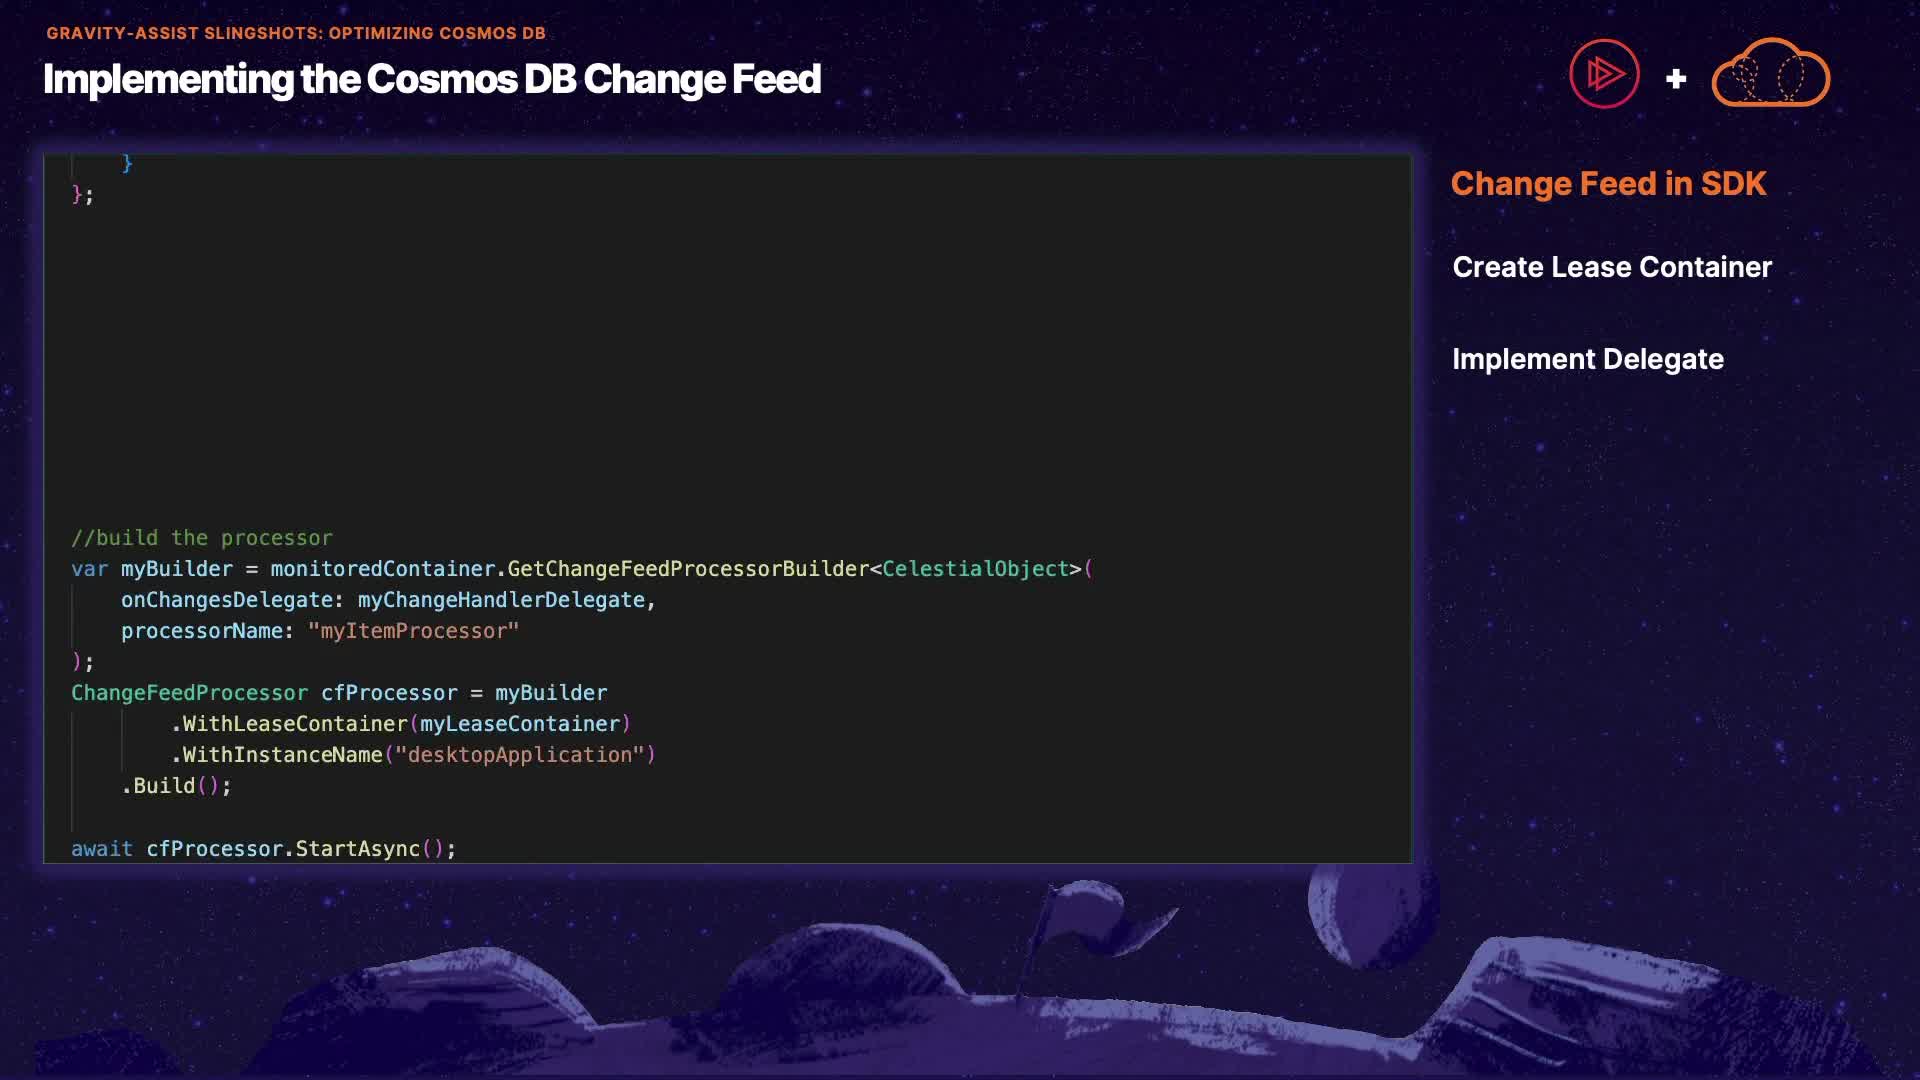 GRAVITY-ASSIST SLINGSHOTS: OPTIMIZING COSMOS DB
Implementing the Cosmos DB Change Feed
+
}
};
//build the processor
var myBuilder = monitoredContainer.GetChangeFeedProcessorBuilder<CelestialObject>(
onChangesDelegate: myChangeHandlerDelegate,
processorName: "myItemProcessor"
);
ChangeFeedProcessor cfProcessor = myBuilder
.WithLeaseContainer(myLeaseContainer)
.WithInstanceName("desktopApplication")
.Build();
await cfProcessor.StartAsync();
Change Feed in SDK
Create Lease Container
Implement Delegate